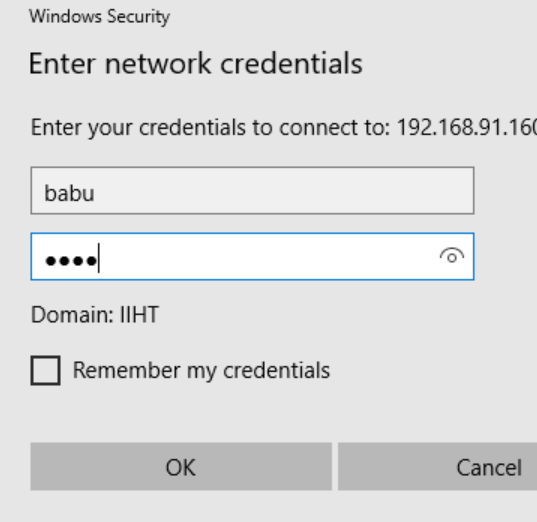 Windows Security
Enter network credentials
Enter your credentials to connect to: 192.168.91.160
babu
••••
Domain: IIHT
Remember my credentials
OK Cancel